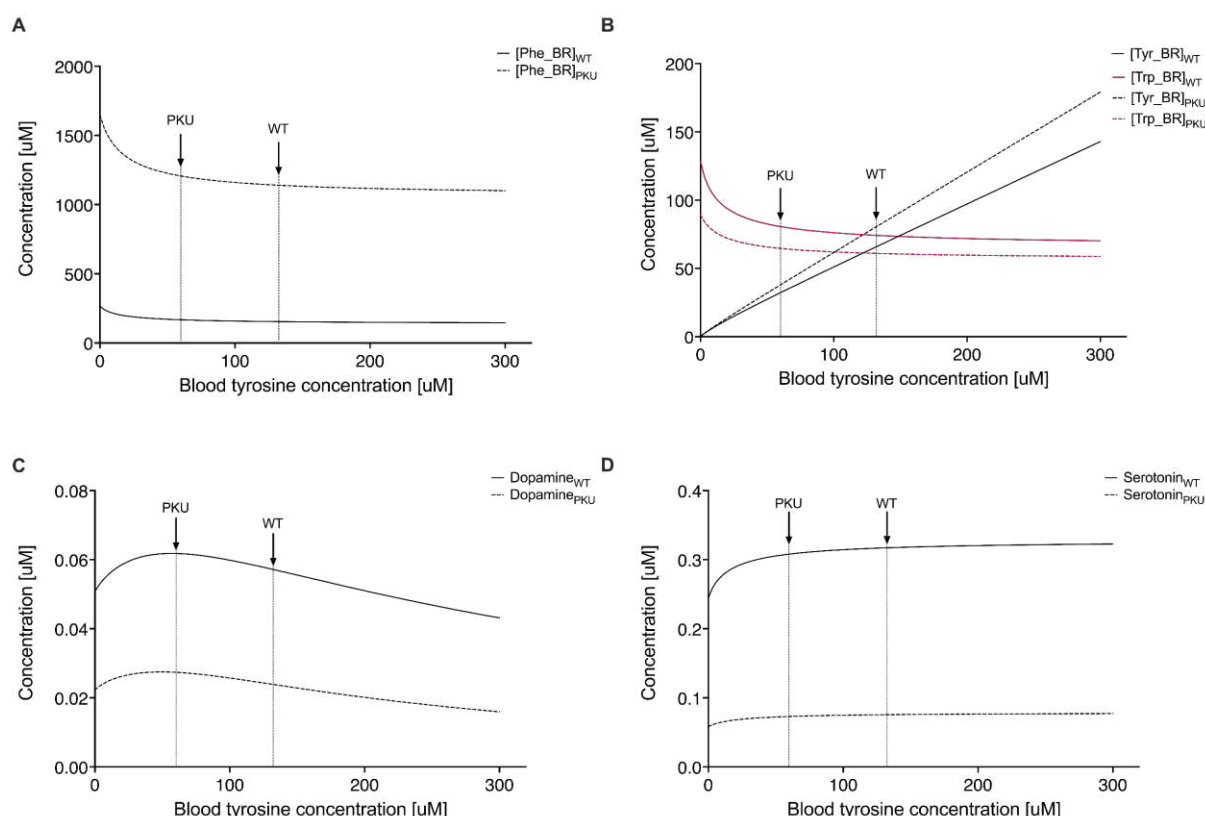 A
[Phe_BR]WT
[Phe_BR]PKU
2000
1500
1000
500
0
PKU
WT
Concentration [uM]
0 100 200 300
Blood tyrosine concentration [uM]
B
[Tyr_BR]WT
[Trp_BR]WT
[Tyr_BR]PKU
[Trp_BR]PKU
200
150
100
50
0
PKU
WT
Concentration [uM]
0 100 200 300
Blood tyrosine concentration [uM]
C
DopamineWT
DopaminePKU
0.08
0.06
0.04
0.02
0.00
PKU
WT
Concentration [uM]
0 100 200 300
Blood tyrosine concentration [uM]
D
SerotoninWT
SerotoninPKU
0.4
0.3
0.2
0.1
0.0
PKU
WT
Concentration [uM]
0 100 200 300
Blood tyrosine concentration [uM]